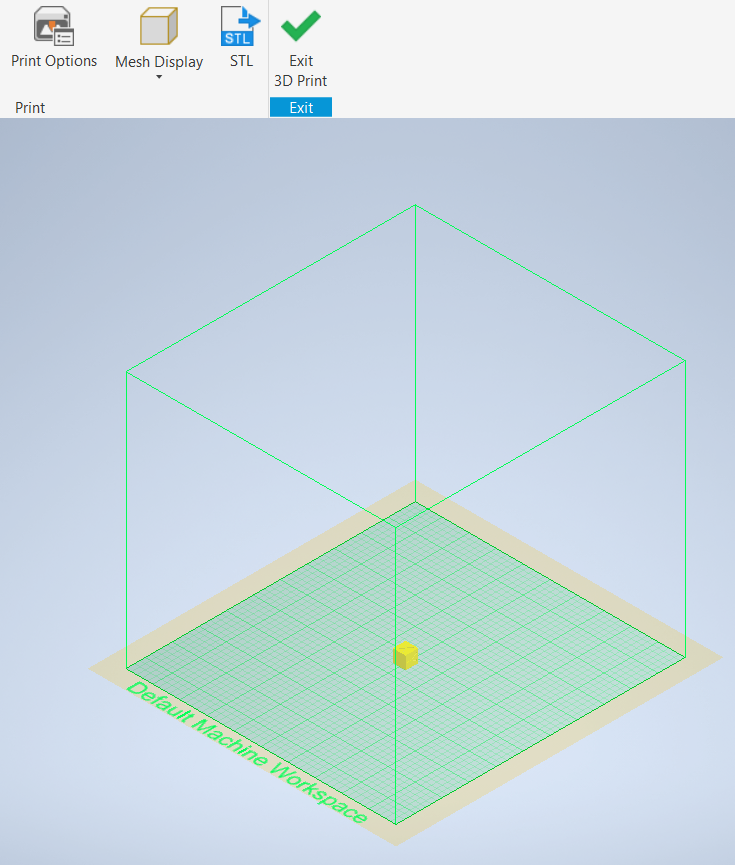 Print Options
Mesh Display
STL
STL
Exit
3D Print
Print
Exit
Default Machine Workspace